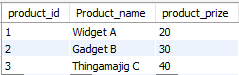 product_id Product_name product_prize
1 Widget A 20
2 Gadget B 30
3 Thingamajig C 40